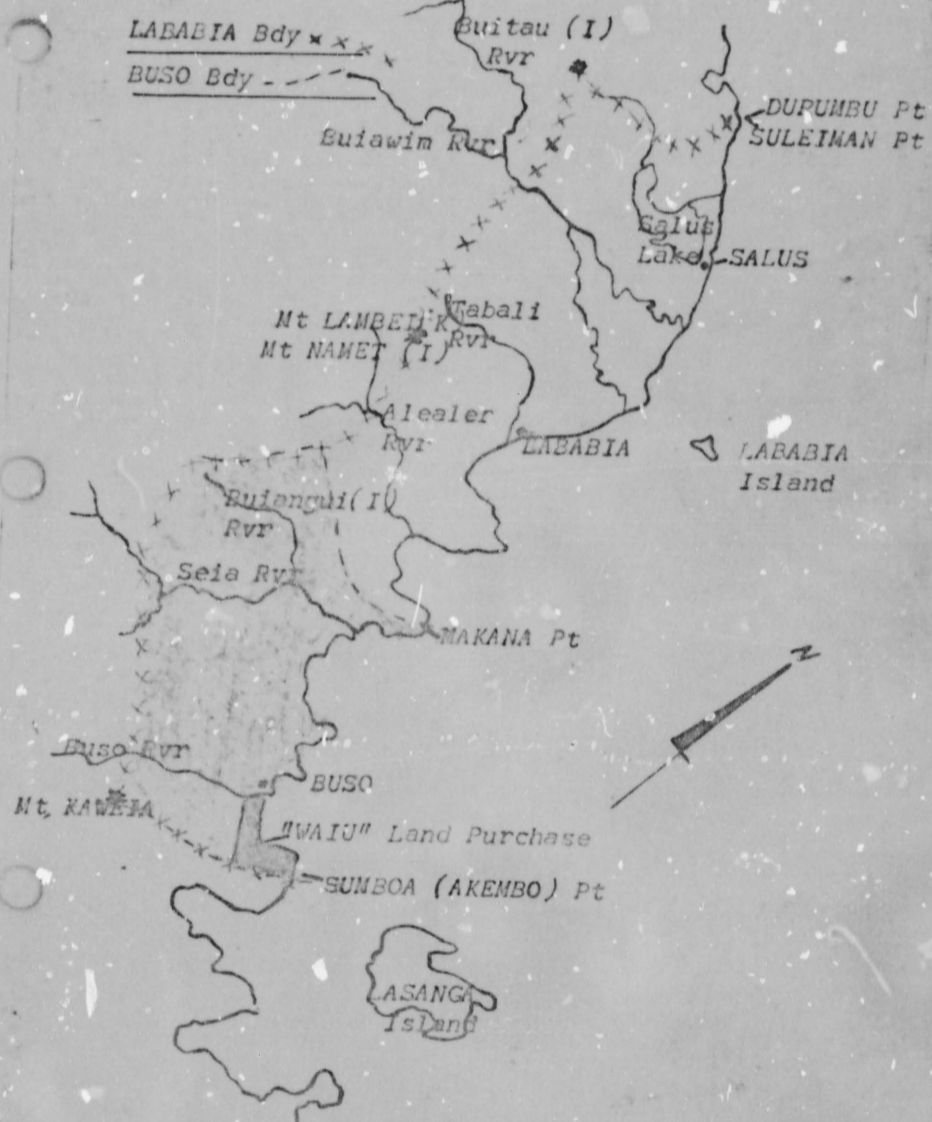 LABABIA Bdy
BUSO Bdy
Buitau (I)
Rvr
DURUMBU Pt
SULEIMAN Pt
Buiawim Rvr
Salus
Lake
SALUS
Tabali
Rvr
Mt LAMBED'K
Mt NAMET (I)
Alealer
Rvr
LABABIA
LABABIA
Island
Buiangui (I)
Rvr
Seia Rvr
MAKANA Pt
N
Buso Rvr
BUSO
Mt, KAWEIA
"WAIU" Land Purchase
SUMBOA (AKEMBO) Pt
LASANGA
Island